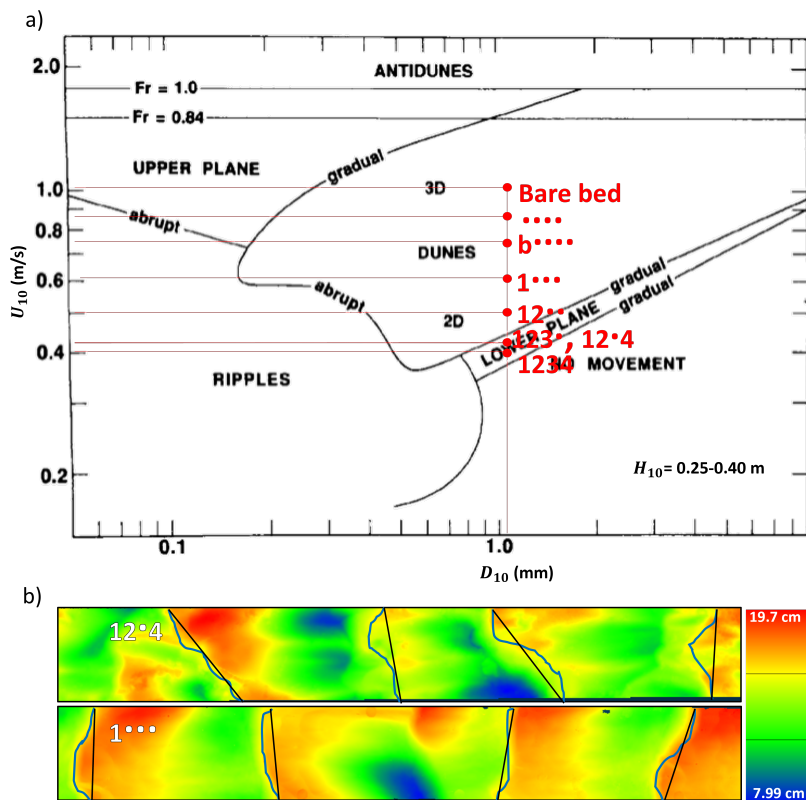 a)
2.0
ANTIDUNES
Fr = 1.0
Fr = 0.84
UPPER PLANE
gradual
1.0
3D
Bare bed
abrupt
••••
0.8
b•••••
DUNES
gradual
0.6
1•••
gradual
abrupt
12••
2D
LOWER PLANE
123•, 12•4
0.4
1234
NO MOVEMENT
RIPPLES
U10 (m/s)
0.2
H10= 0.25-0.40 m
0.1
1.0
D10 (mm)
b)
12•4
19.7 cm
1•••
7.99 cm